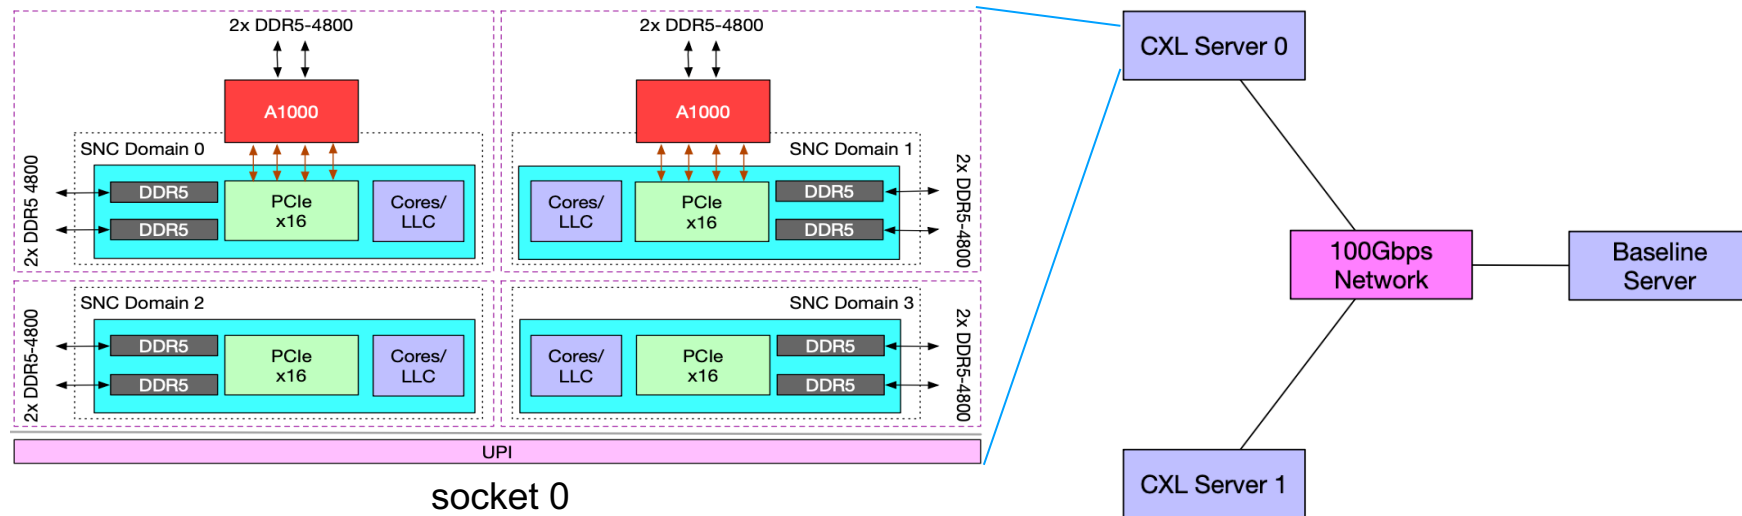 2x DDR5-4800
A1000
SNC Domain 0
2x DDR5 4800
DDR5
DDR5
PCIe
x16
Cores/
LLC
2x DDR5-4800
A1000
SNC Domain 1
Cores/
LLC
PCIe
x16
DDR5
DDR5
2x DDR5-4800
SNC Domain 2
2x DDR5-4800
DDR5
DDR5
PCIe
x16
Cores/
LLC
SNC Domain 3
Cores/
LLC
PCIe
x16
DDR5
DDR5
2x DDR5-4800
UPI
socket 0
CXL Server 0
100Gbps
Network
Baseline
Server
CXL Server 1